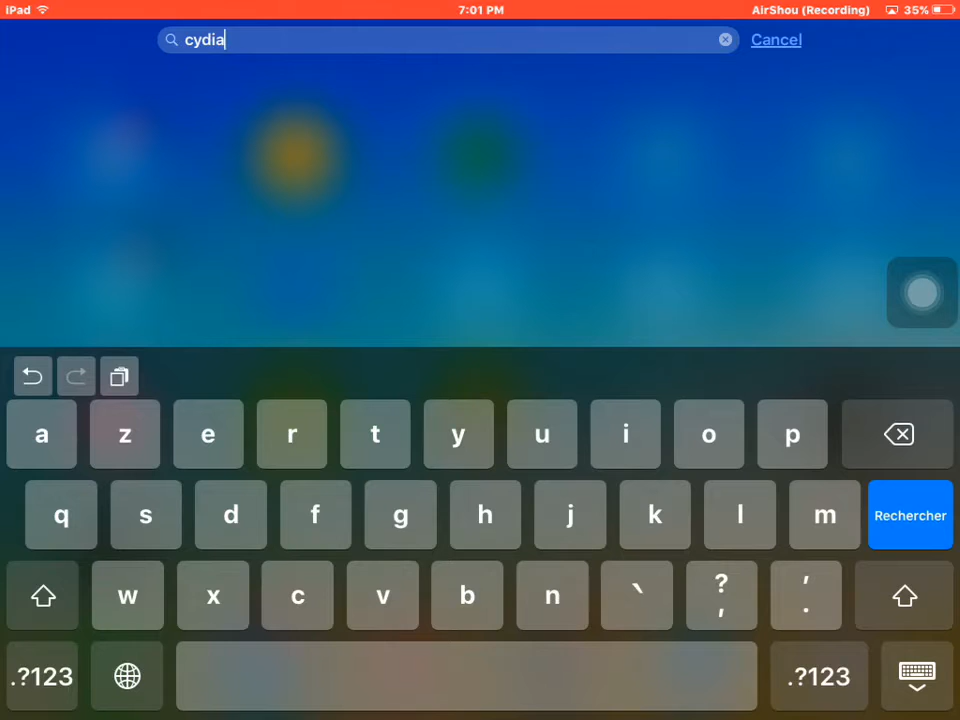 iPad 7:01 PM AirShou (Recording) 35%
cydia Cancel
a z e r t y u i o p
q s d f g h j k l m Rechercher
w x c v b n ` ? , ' .
.?123 .?123